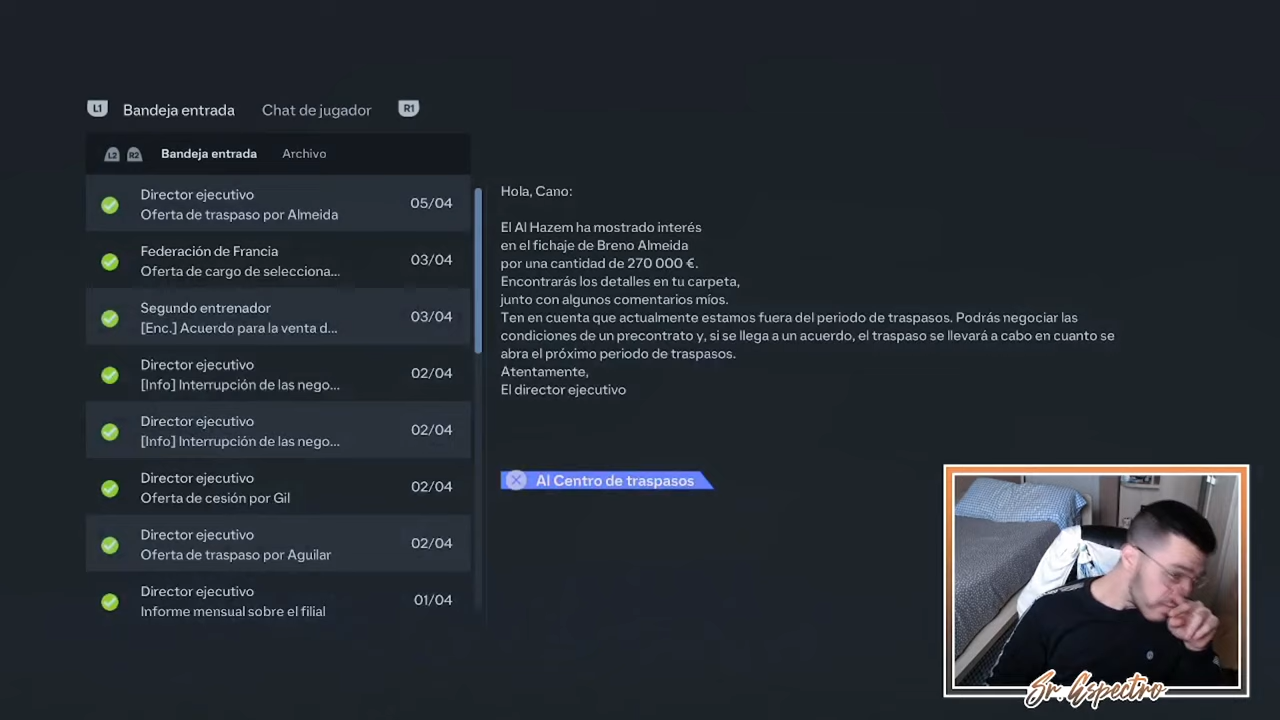 L1 Bandeja entrada Chat de jugador R1
L2 R2 Bandeja entrada Archivo
Director ejecutivo
Oferta de traspaso por Almeida
05/04
Federación de Francia
Oferta de cargo de selecciona...
03/04
Segundo entrenador
[Enc.] Acuerdo para la venta d...
03/04
Director ejecutivo
[Info] Interrupción de las nego...
02/04
Director ejecutivo
[Info] Interrupción de las nego...
02/04
Director ejecutivo
Oferta de cesión por Gil
02/04
Director ejecutivo
Oferta de traspaso por Aguilar
02/04
Director ejecutivo
Informe mensual sobre el filial
01/04
Hola, Cano:
El Al Hazem ha mostrado interés
en el fichaje de Breno Almeida
por una cantidad de 270 000 €.
Encontrarás los detalles en tu carpeta,
junto con algunos comentarios míos.
Ten en cuenta que actualmente estamos fuera del periodo de traspasos. Podrás negociar las
condiciones de un precontrato y, si se llega a un acuerdo, el traspaso se llevará a cabo en cuanto se
abra el próximo periodo de traspasos.
Atentamente,
El director ejecutivo
Al Centro de traspasos
Sr. Aspectro